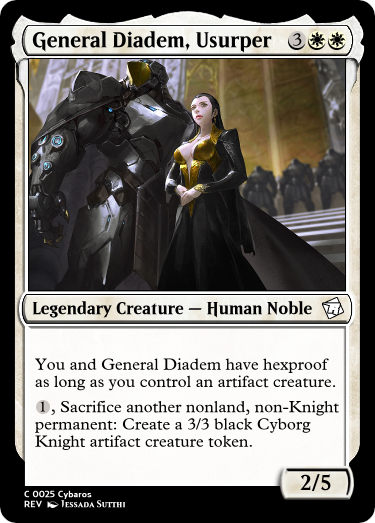 General Diadem, Usurper 3
Legendary Creature — Human Noble
You and General Diadem have hexproof
as long as you control an artifact creature.
1, Sacrifice another nonland, non-Knight
permanent: Create a 3/3 black Cyborg
Knight artifact creature token.
2/5
C 0025 Cybaros
REV Jessada Sutthi